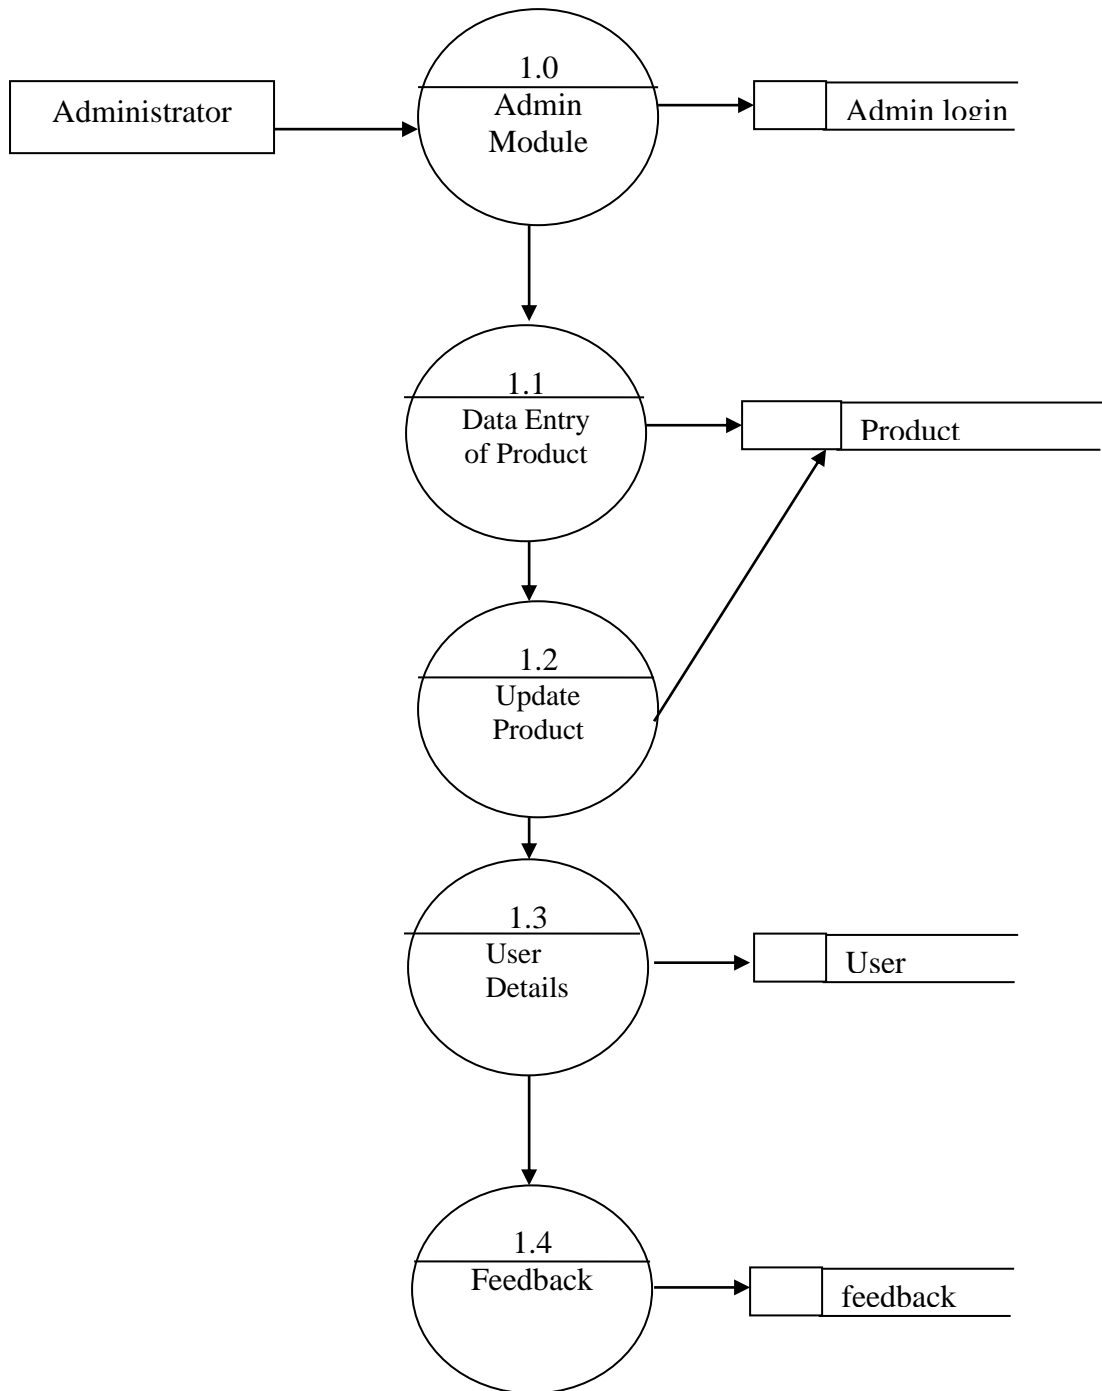 1.0
Administrator
Admin
Module
Admin login
1.1
Data Entry
of Product
Product
1.2
Update
Product
1.3
User
Details
User
1.4
Feedback
feedback